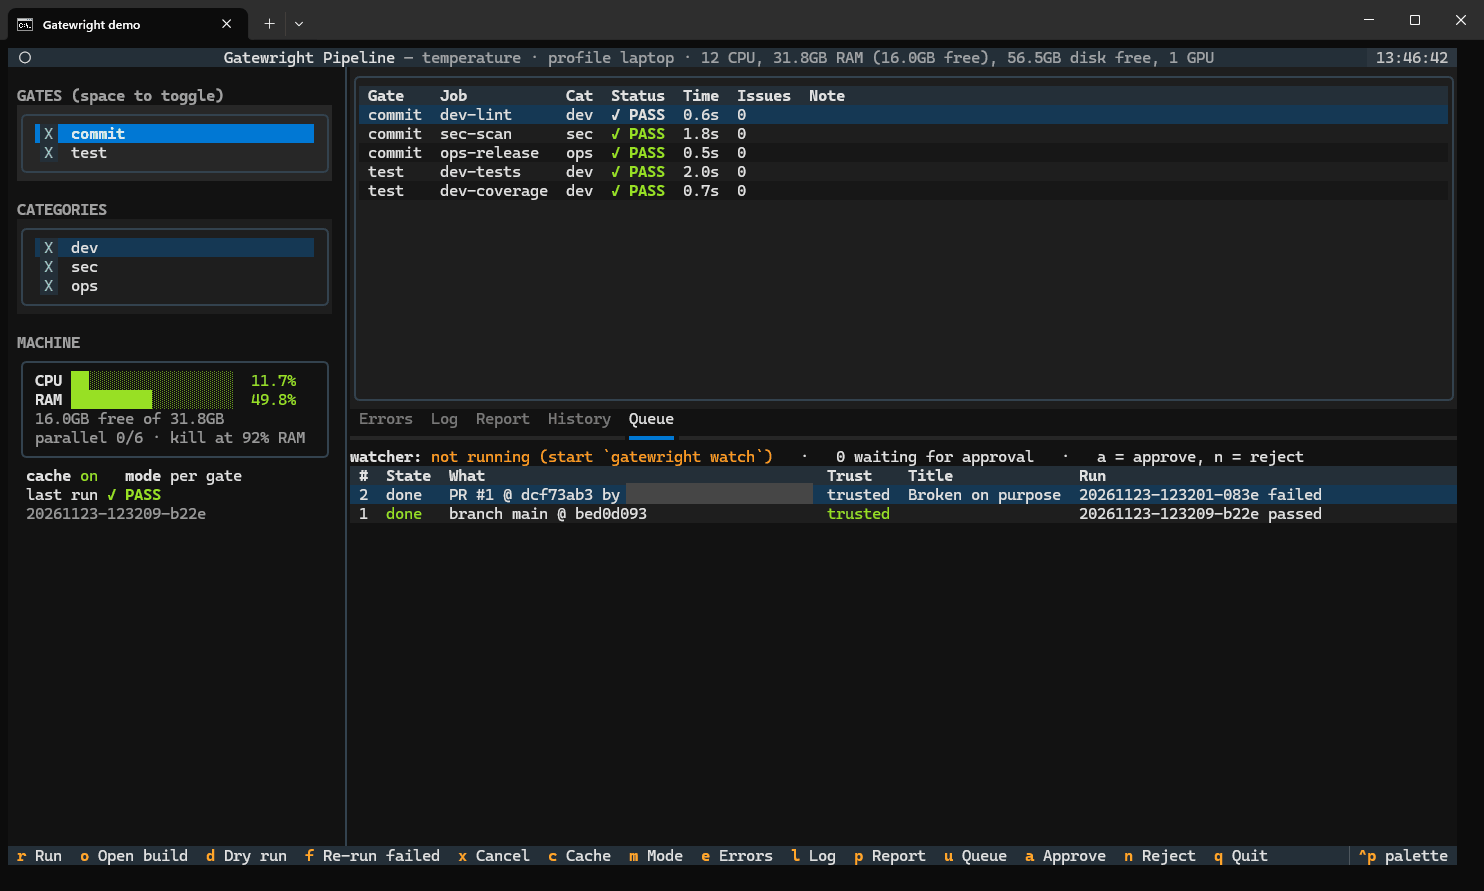 Gatewright demo
Gatewright Pipeline — temperature · profile laptop · 12 CPU, 31.8GB RAM (16.0GB free), 56.5GB disk free, 1 GPU 13:46:42
GATES (space to toggle)
X commit
X test
CATEGORIES
X dev
X sec
X ops
MACHINE
CPU 11.7%
RAM 49.8%
16.0GB free of 31.8GB
parallel 0/6 · kill at 92% RAM
cache on mode per gate
last run ✓ PASS
20261123-123209-b22e
Gate Job Cat Status Time Issues Note
commit dev-lint dev ✓ PASS 0.6s 0
commit sec-scan sec ✓ PASS 1.8s 0
commit ops-release ops ✓ PASS 0.5s 0
test dev-tests dev ✓ PASS 2.0s 0
test dev-coverage dev ✓ PASS 0.7s 0
Errors Log Report History Queue
watcher: not running (start `gatewright watch`) · 0 waiting for approval · a = approve, n = reject
# State What Trust Title Run
2 done PR #1 @ dcf73ab3 by trusted Broken on purpose 20261123-123201-083e failed
1 done branch main @ bed0d093 trusted 20261123-123209-b22e passed
r Run o Open build d Dry run f Re-run failed x Cancel c Cache m Mode e Errors l Log p Report u Queue a Approve n Reject q Quit ^p palette